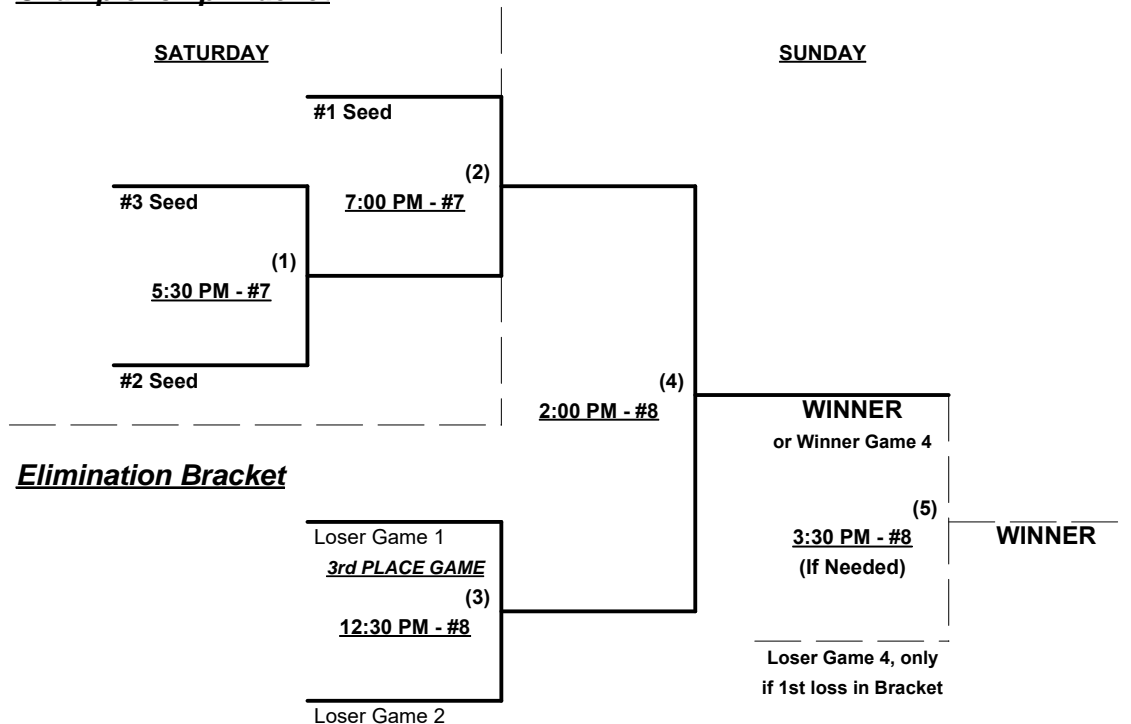 SATURDAY
SUNDAY
#1 Seed
(2)
7:00 PM - #7
#3 Seed
(1)
5:30 PM - #7
#2 Seed
(4)
2:00 PM - #8
WINNER
or Winner Game 4
Elimination Bracket
Loser Game 1
3rd PLACE GAME
(3)
12:30 PM - #8
Loser Game 2
(5)
3:30 PM - #8
(If Needed)
WINNER
Loser Game 4, only
if 1st loss in Bracket